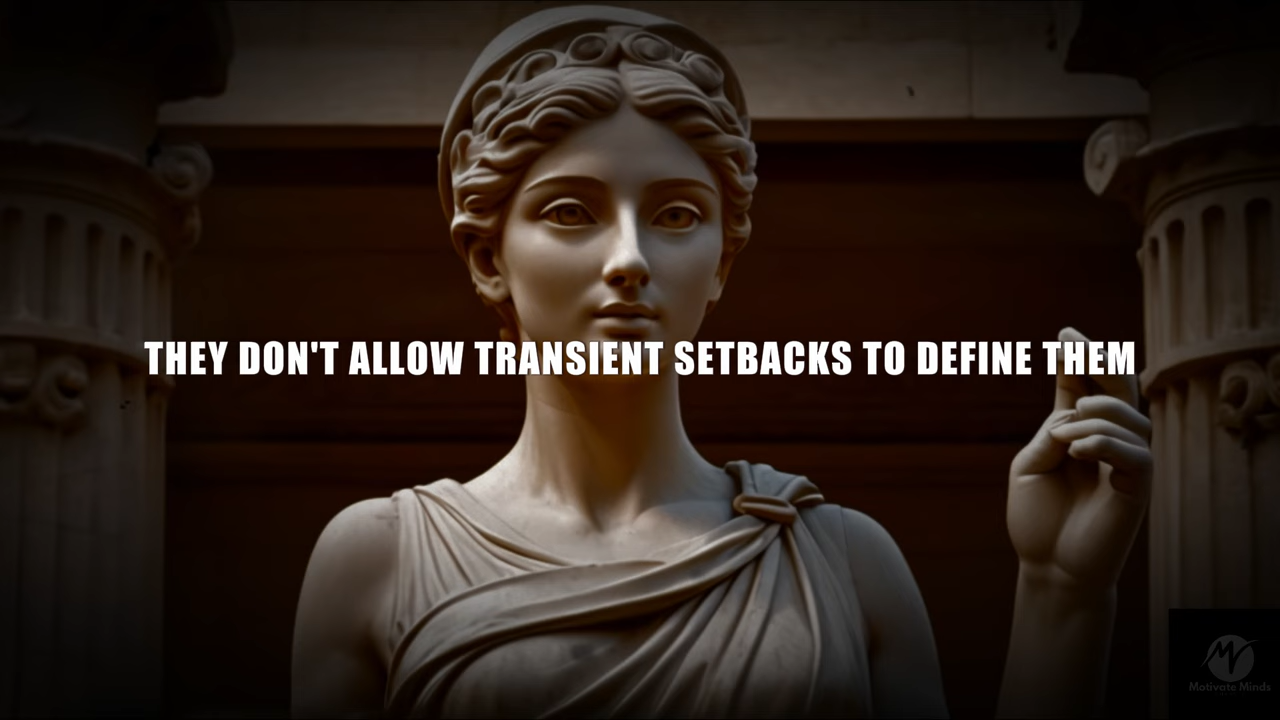 THEY DON'T ALLOW TRANSIENT SETBACKS TO DEFINE THEM
Motivate Minds